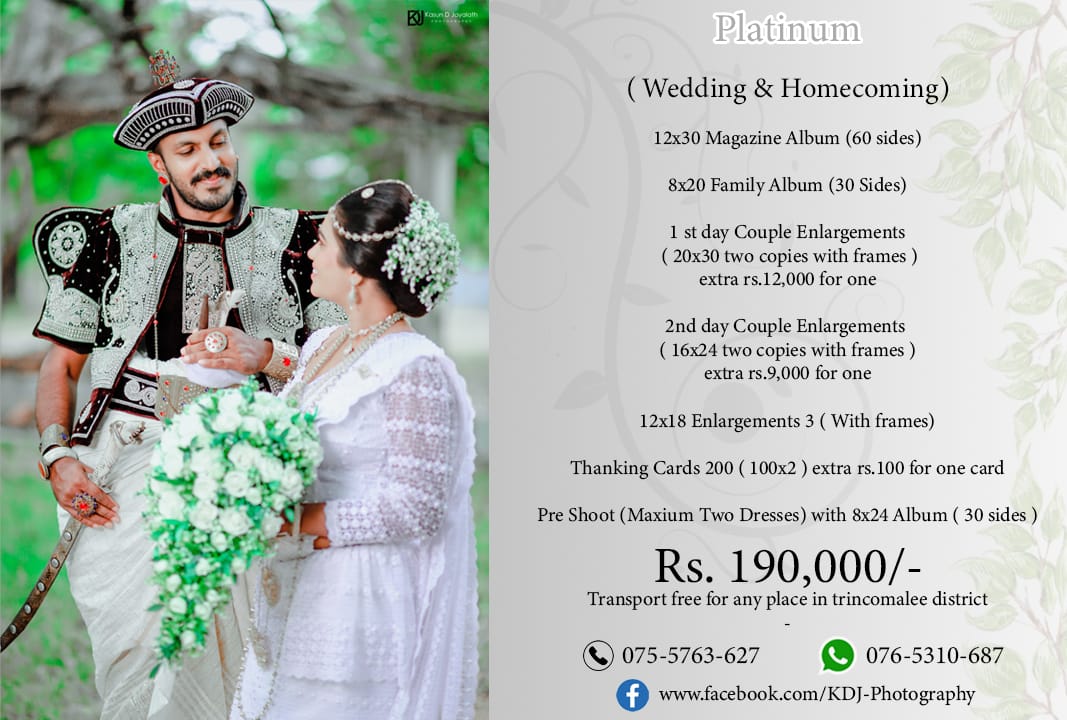 KDJ
Kasun D Jayalath
PHOTOGRAPHY
Platinum
( Wedding & Homecoming)
12x30 Magazine Album (60 sides)
8x20 Family Album (30 Sides)
1 st day Couple Enlargements
( 20x30 two copies with frames )
extra rs.12,000 for one
2nd day Couple Enlargements
( 16x24 two copies with frames )
extra rs.9,000 for one
12x18 Enlargements 3 ( With frames)
Thanking Cards 200 ( 100x2 ) extra rs.100 for one card
Pre Shoot (Maxium Two Dresses) with 8x24 Album ( 30 sides )
Rs. 190,000/-
Transport free for any place in trincomalee district
-
075-5763-627 076-5310-687
www.facebook.com/KDJ-Photography